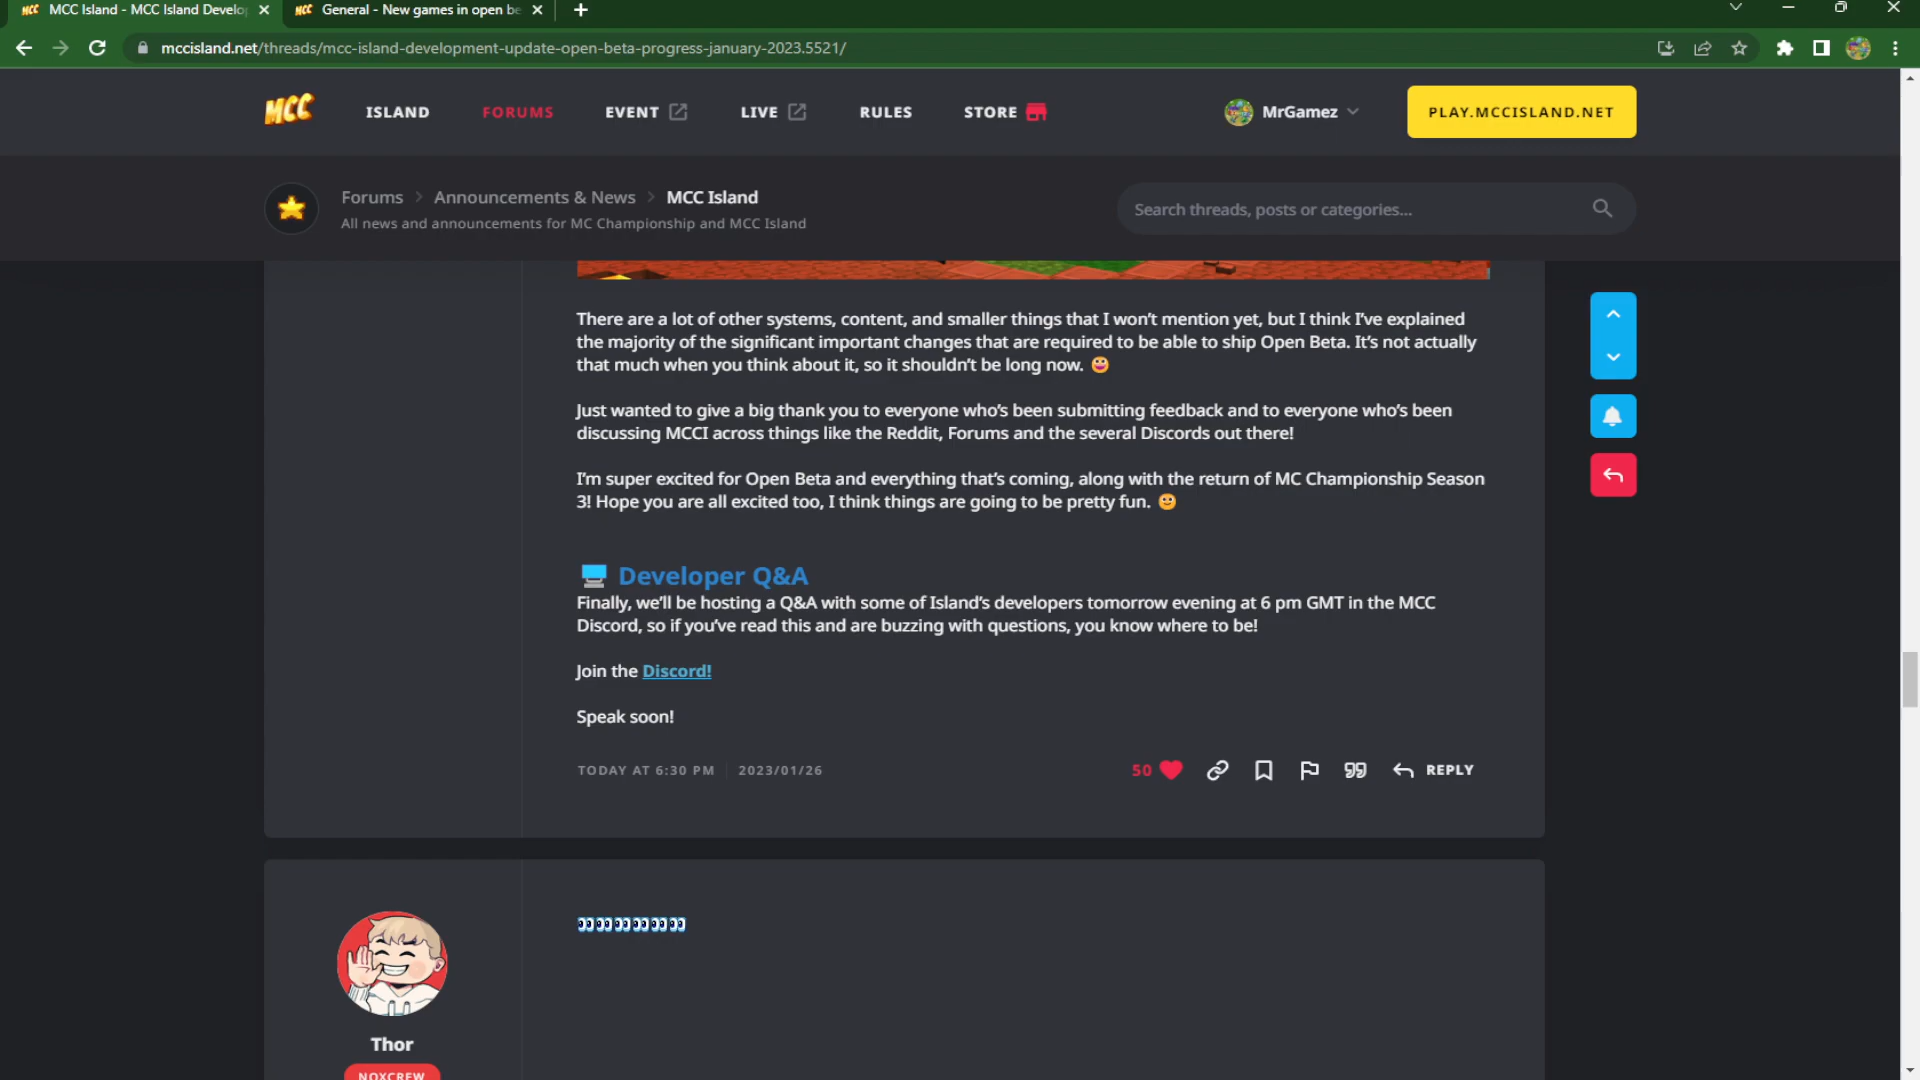 MCC MCC Island - MCC Island Develo
MCC General - New games in open be
mccisland.net/threads/mcc-island-development-update-open-beta-progress-january-2023.5521/
MCC
ISLAND
FORUMS
EVENT
LIVE
RULES
STORE
MrGamez
PLAY.MCCISLAND.NET
Forums > Announcements & News > MCC Island
All news and announcements for MC Championship and MCC Island
Search threads, posts or categories...
There are a lot of other systems, content, and smaller things that I won't mention yet, but I think I've explained
the majority of the significant important changes that are required to be able to ship Open Beta. It's not actually
that much when you think about it, so it shouldn't be long now. 😀
Just wanted to give a big thank you to everyone who's been submitting feedback and to everyone who's been
discussing MCCI across things like the Reddit, Forums and the several Discords out there!
I'm super excited for Open Beta and everything that's coming, along with the return of MC Championship Season
3! Hope you are all excited too, I think things are going to be pretty fun. 🙂
Developer Q&A
Finally, we'll be hosting a Q&A with some of Island's developers tomorrow evening at 6 pm GMT in the MCC
Discord, so if you've read this and are buzzing with questions, you know where to be!
Join the Discord!
Speak soon!
TODAY AT 6:30 PM
2023/01/26
50
REPLY
👀👀👀👀👀👀
Thor
NOXCREW